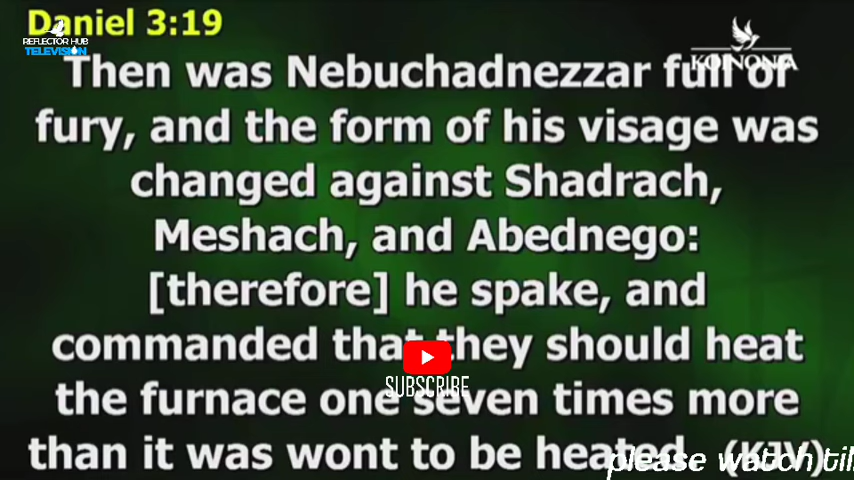 Daniel 3:19
REFLECTOR HUB
TELEVISION
KOINONIA
Then was Nebuchadnezzar full of
fury, and the form of his visage was
changed against Shadrach,
Meshach, and Abednego:
[therefore] he spake, and
commanded that they should heat
the furnace one seven times more
than it was wont to be heated. (KJV)
SUBSCRIBE
please watch till